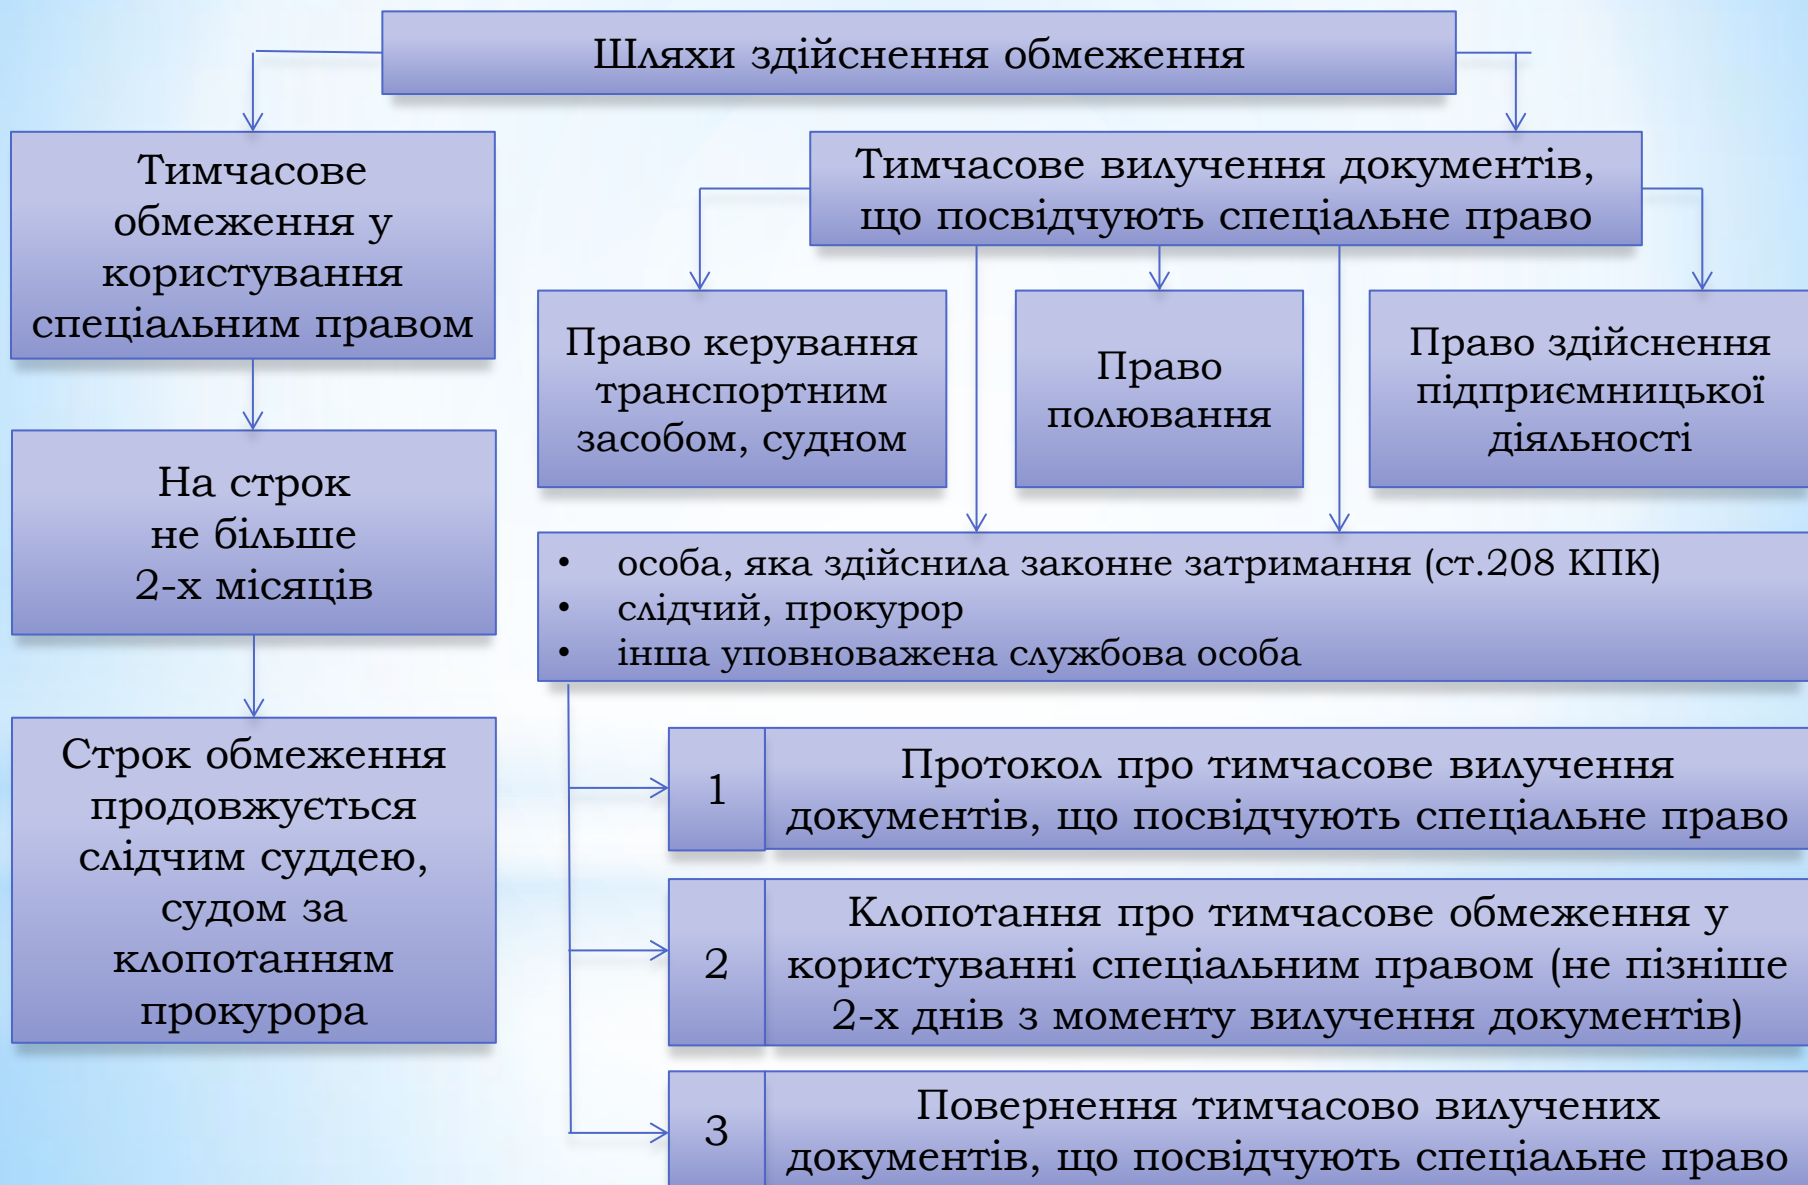 Шляхи здійснення обмеження
Тимчасове
обмеження у
користування
спеціальним правом
На строк
не більше
2-х місяців
Строк обмеження
продовжується
слідчим суддею,
судом за
клопотанням
прокурора
Тимчасове вилучення документів,
що посвідчують спеціальне право
Право керування
транспортним
засобом, судном
Право
полювання
Право здійснення
підприємницької
діяльності
• особа, яка здійснила законне затримання (ст.208 КПК)
• слідчий, прокурор
• інша уповноважена службова особа
1
Протокол про тимчасове вилучення
документів, що посвідчують спеціальне право
2
Клопотання про тимчасове обмеження у
користуванні спеціальним правом (не пізніше
2-х днів з моменту вилучення документів)
3
Повернення тимчасово вилучених
документів, що посвідчують спеціальне право